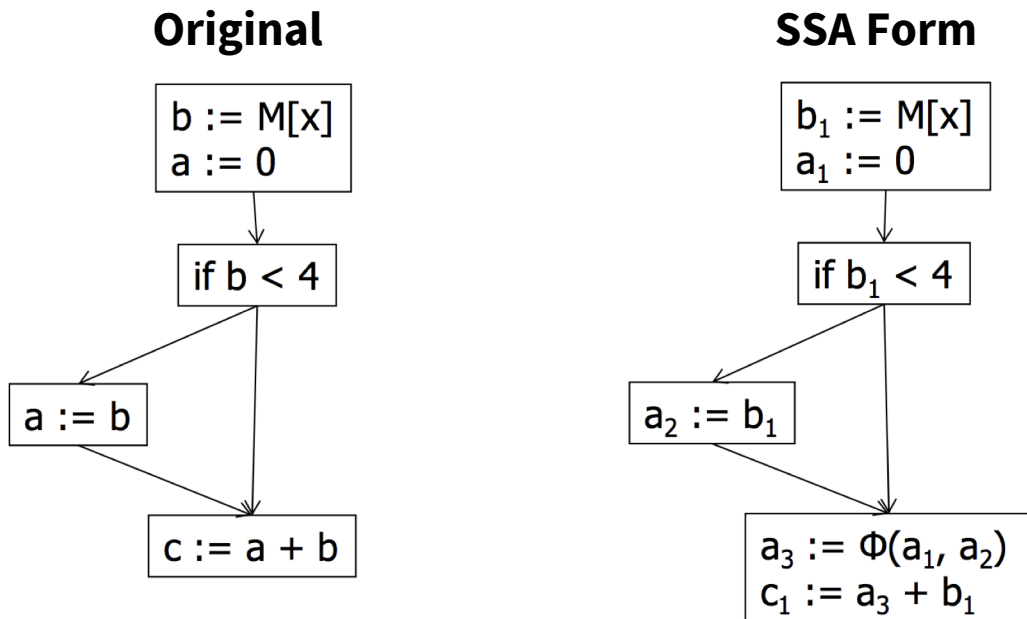 Original
b := M[x]
a := 0
if b < 4
a := b
c := a + b
SSA Form
b₁ := M[x]
a₁ := 0
if b₁ < 4
a₂ := b₁
a₃ := Φ(a₁, a₂)
c₁ := a₃ + b₁